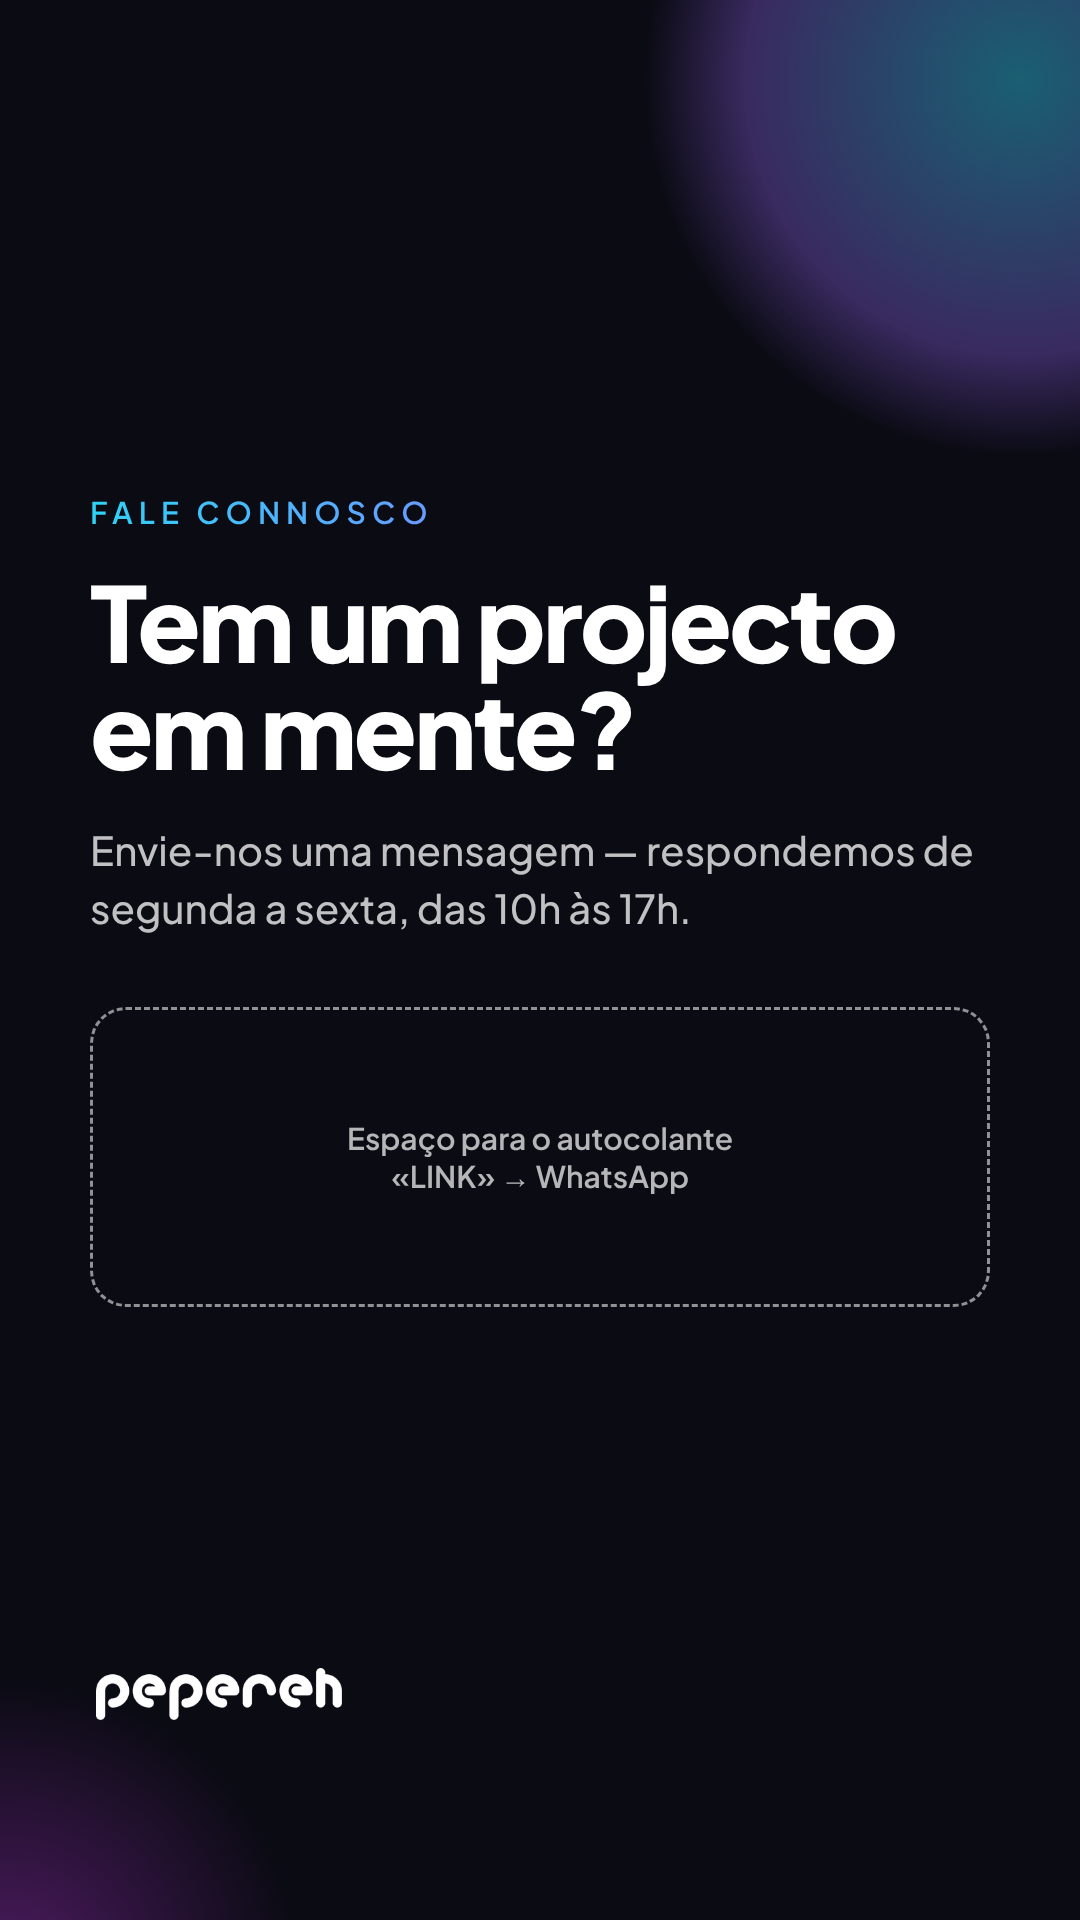 FALE CONNOSCO
Tem um projecto
em mente?
Envie-nos uma mensagem — respondemos de
segunda a sexta, das 10h às 17h.
Espaço para o autocolante
«LINK» → WhatsApp
pepereh